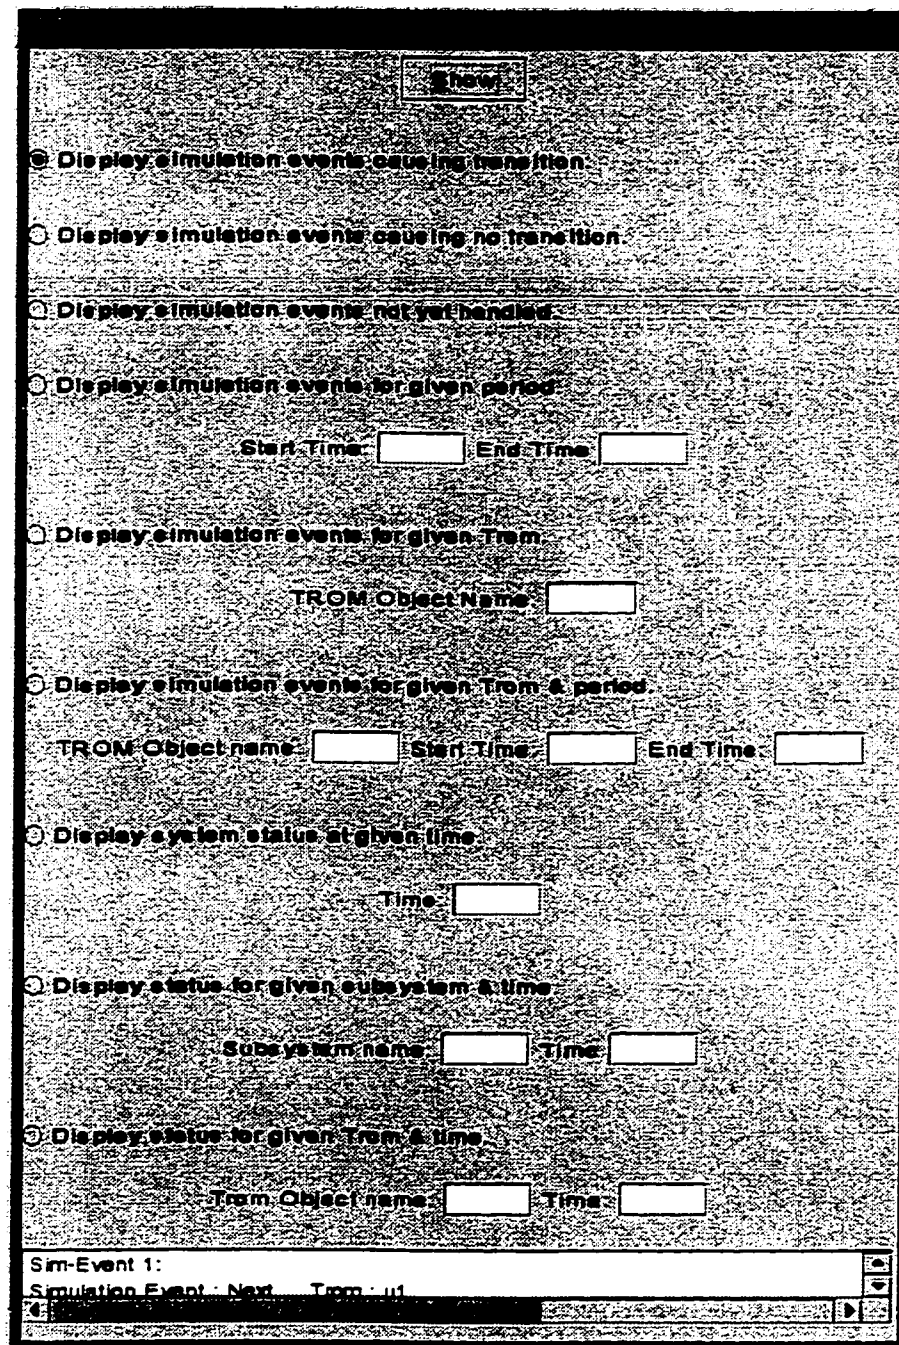 Show
Display simulation events causing transition.
Display simulation events causing no transition.
Display simulation events not yet handled.
Display simulation events for given period
Start Time: End Time:
Display simulation events for given Trom.
TROM Object Name:
Display simulation events for given Trom & period.
TROM Object name: Start Time: End Time:
Display system status at given time.
Time:
Display status for given subsystem & time
Subsystem name: Time:
Display status for given Trom & time.
Trom Object name: Time:
Sim-Event 1:
Simulation Event : Next Trom : u1